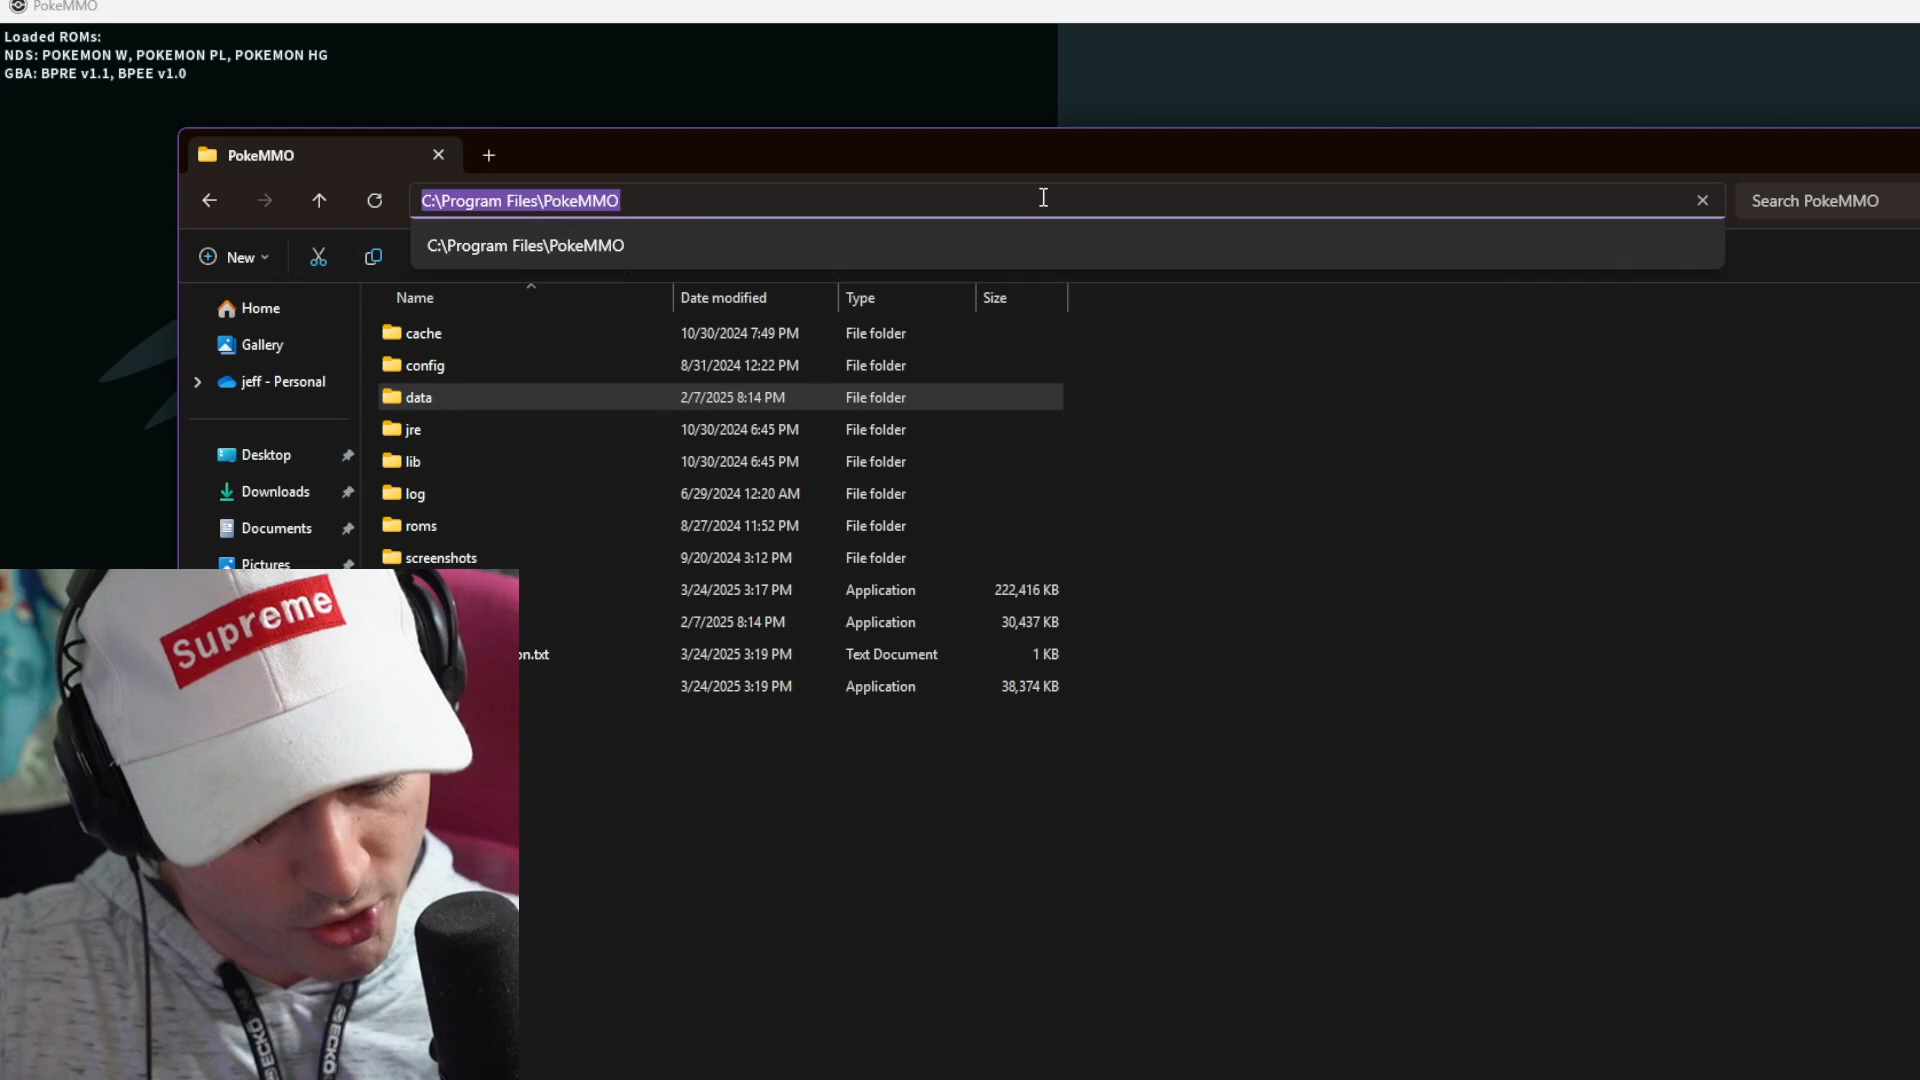 PokeMMO
Loaded ROMs:
NDS: POKEMON W, POKEMON PL, POKEMON HG
GBA: BPRE v1.1, BPEE v1.0
PokeMMO
C:\Program Files\PokeMMO
Search PokeMMO
New
C:\Program Files\PokeMMO
Name Date modified Type Size
Home
Gallery
jeff - Personal
Desktop
Downloads
Documents
Pictures
cache 10/30/2024 7:49 PM File folder
config 8/31/2024 12:22 PM File folder
data 2/7/2025 8:14 PM File folder
jre 10/30/2024 6:45 PM File folder
lib 10/30/2024 6:45 PM File folder
log 6/29/2024 12:20 AM File folder
roms 8/27/2024 11:52 PM File folder
screenshots 9/20/2024 3:12 PM File folder
3/24/2025 3:17 PM Application 222,416 KB
2/7/2025 8:14 PM Application 30,437 KB
on.txt 3/24/2025 3:19 PM Text Document 1 KB
3/24/2025 3:19 PM Application 38,374 KB
Supreme
GECKO
GECKO